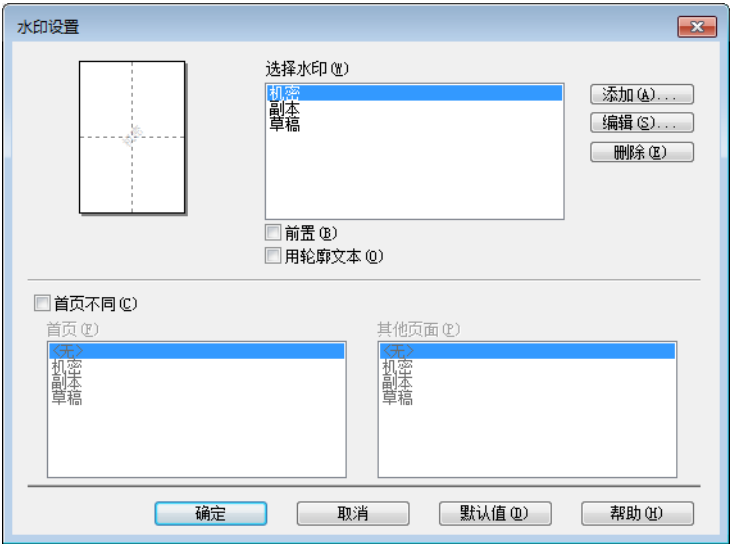 水印设置
选择水印(W)
机密
副本
草稿
添加(A)...
编辑(S)...
删除(E)
前置(B)
用轮廓文本(O)
首页不同(C)
首页(F)
<无>
机密
副本
草稿
其他页面(P)
<无>
机密
副本
草稿
确定
取消
默认值(D)
帮助(H)